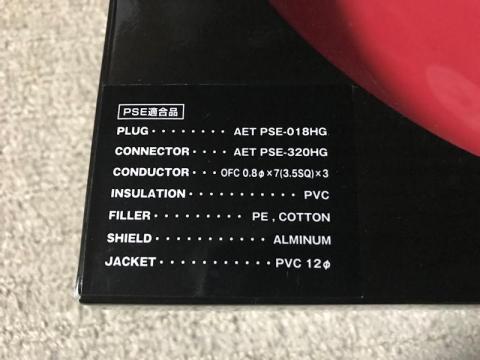 PSE適合品
PLUG········ AET PSE-018HG
CONNECTOR···· AET PSE-320HG
CONDUCTOR··· OFC 0.8φ×7(3.5SQ)×3
INSULATION··········· PVC
FILLER·········· PE , COTTON
SHIELD············ ALMINUM
JACKET··········· PVC 12φ